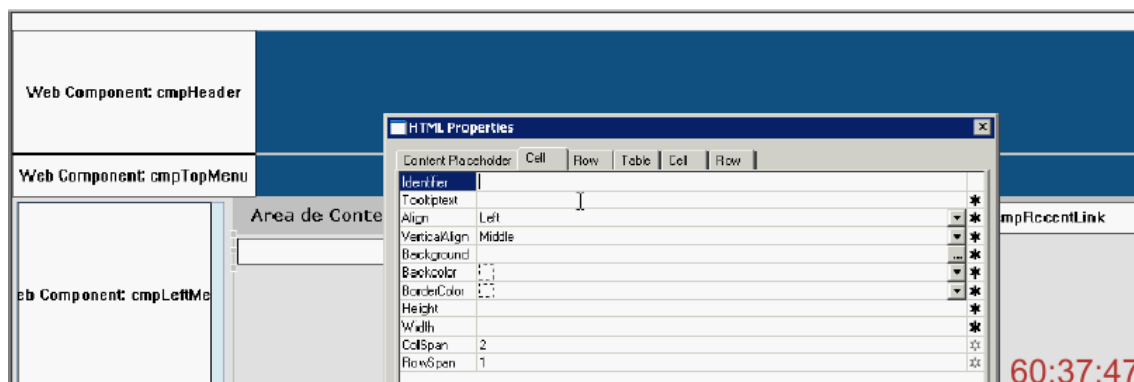 Web Component: cmpHeader
HTML Properties
Content Placeholder Cell Row Table Cell Row
Web Component: cmpTopMenu
Identifier
Tooltiptext
Area de Conte
Align Left
mpRecentLink
VerticalAlign Middle
Background ...
Backcolor
eb Component: cmpLeftMe
BorderColor
Height
Width
ColSpan 2
RowSpan 1
60:37:47